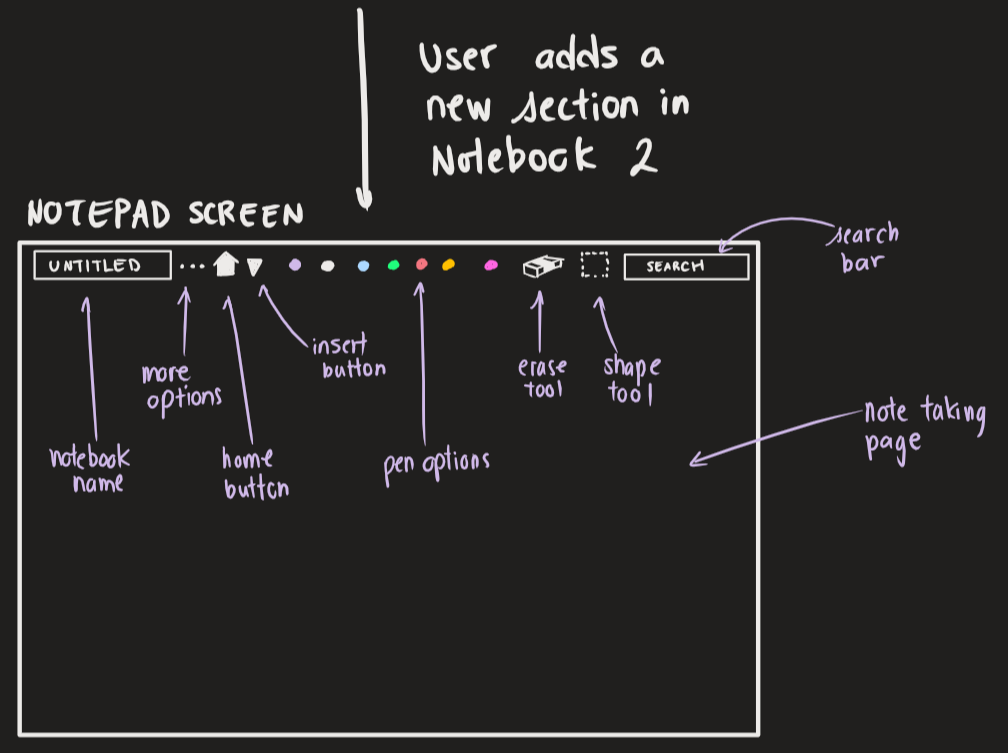 User adds a
new section in
Notebook 2
NOTEPAD SCREEN
UNTITLED
...
SEARCH
search
bar
insert
button
more
options
erase
tool
shape
tool
note taking
page
notebook
name
home
button
pen options